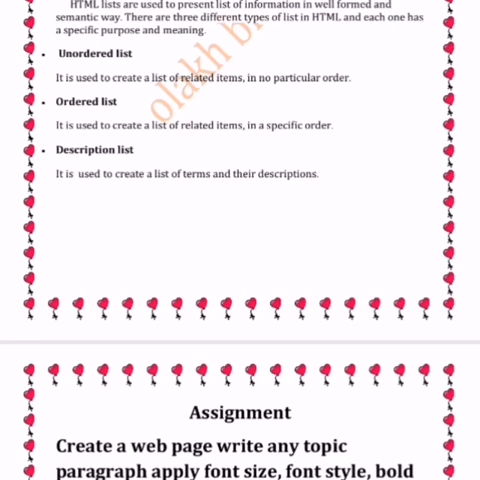 HTML lists are used to present list of information in well formed and
semantic way. There are three different types of list in HTML and each one has
a specific purpose and meaning.
• Unordered list
It is used to create a list of related items, in no particular order.
• Ordered list
It is used to create a list of related items, in a specific order.
• Description list
It is used to create a list of terms and their descriptions.
Assignment
Create a web page write any topic
paragraph apply font size, font style, bold